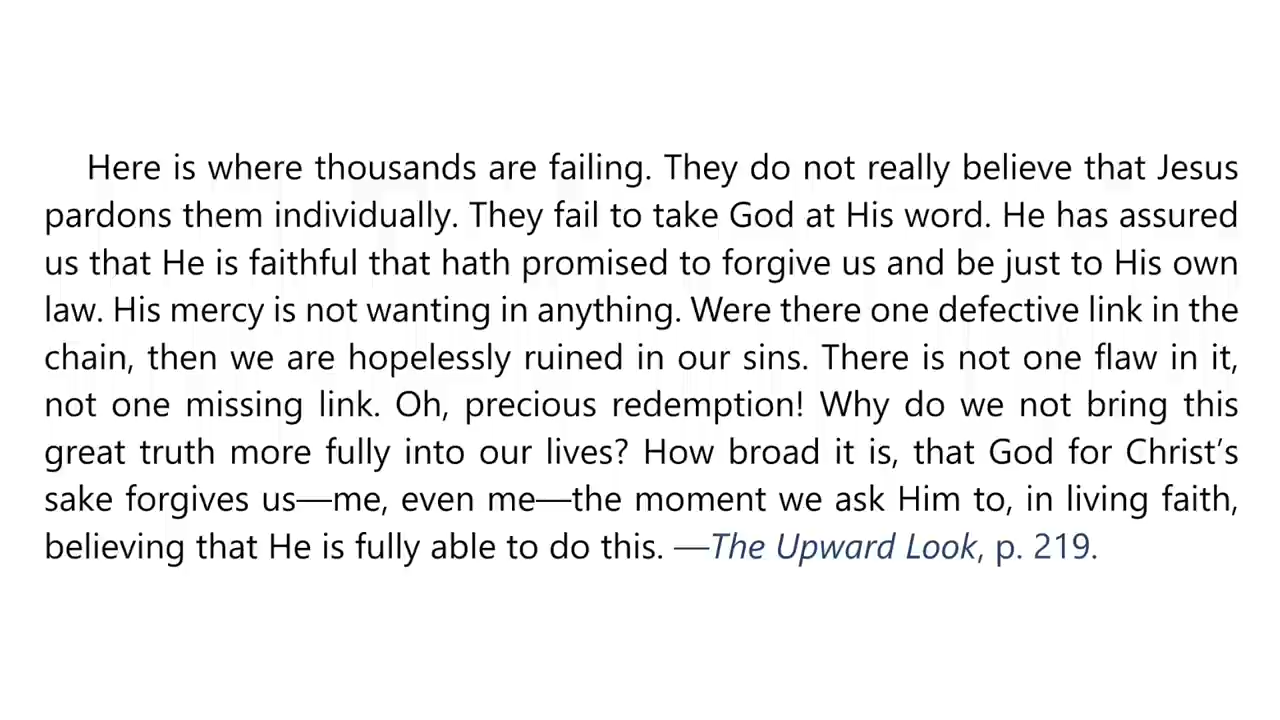 Here is where thousands are failing. They do not really believe that Jesus
pardons them individually. They fail to take God at His word. He has assured
us that He is faithful that hath promised to forgive us and be just to His own
law. His mercy is not wanting in anything. Were there one defective link in the
chain, then we are hopelessly ruined in our sins. There is not one flaw in it,
not one missing link. Oh, precious redemption! Why do we not bring this
great truth more fully into our lives? How broad it is, that God for Christ’s
sake forgives us—me, even me—the moment we ask Him to, in living faith,
believing that He is fully able to do this. —The Upward Look, p. 219.